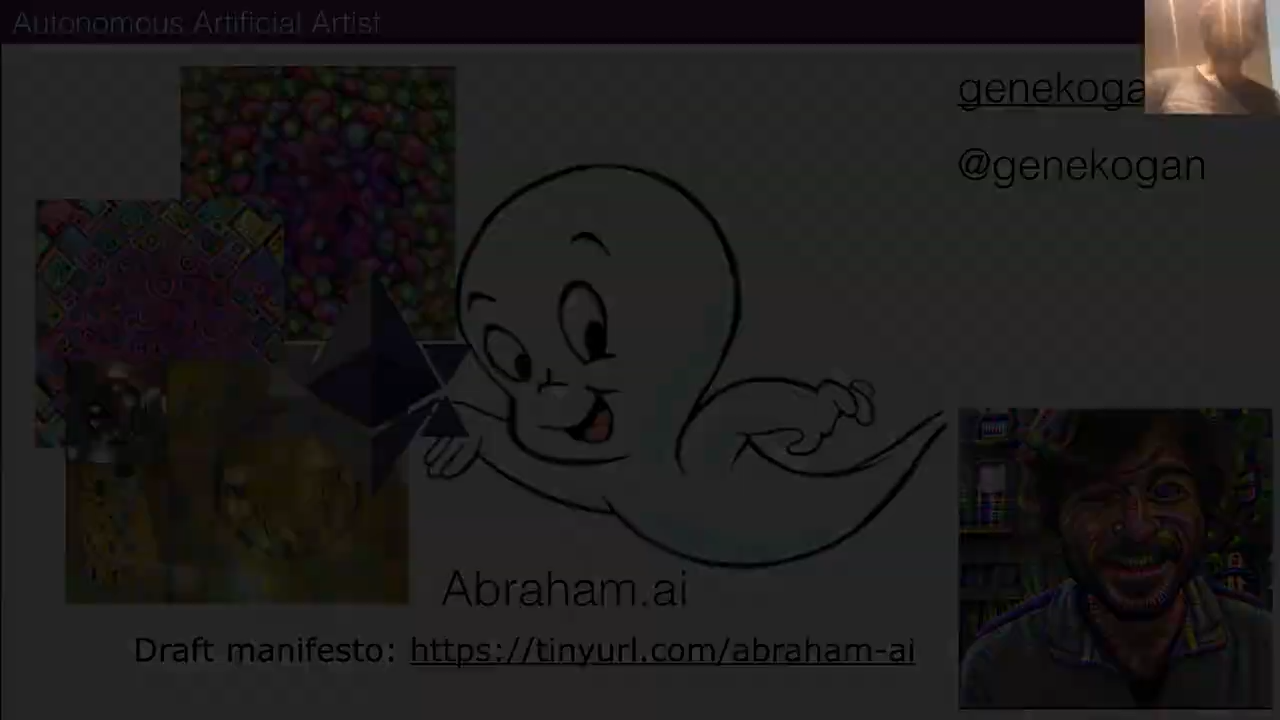 Autonomous Artificial Artist
genekoga
@genekogan
Abraham.ai
Draft manifesto: https://tinyurl.com/abraham-ai